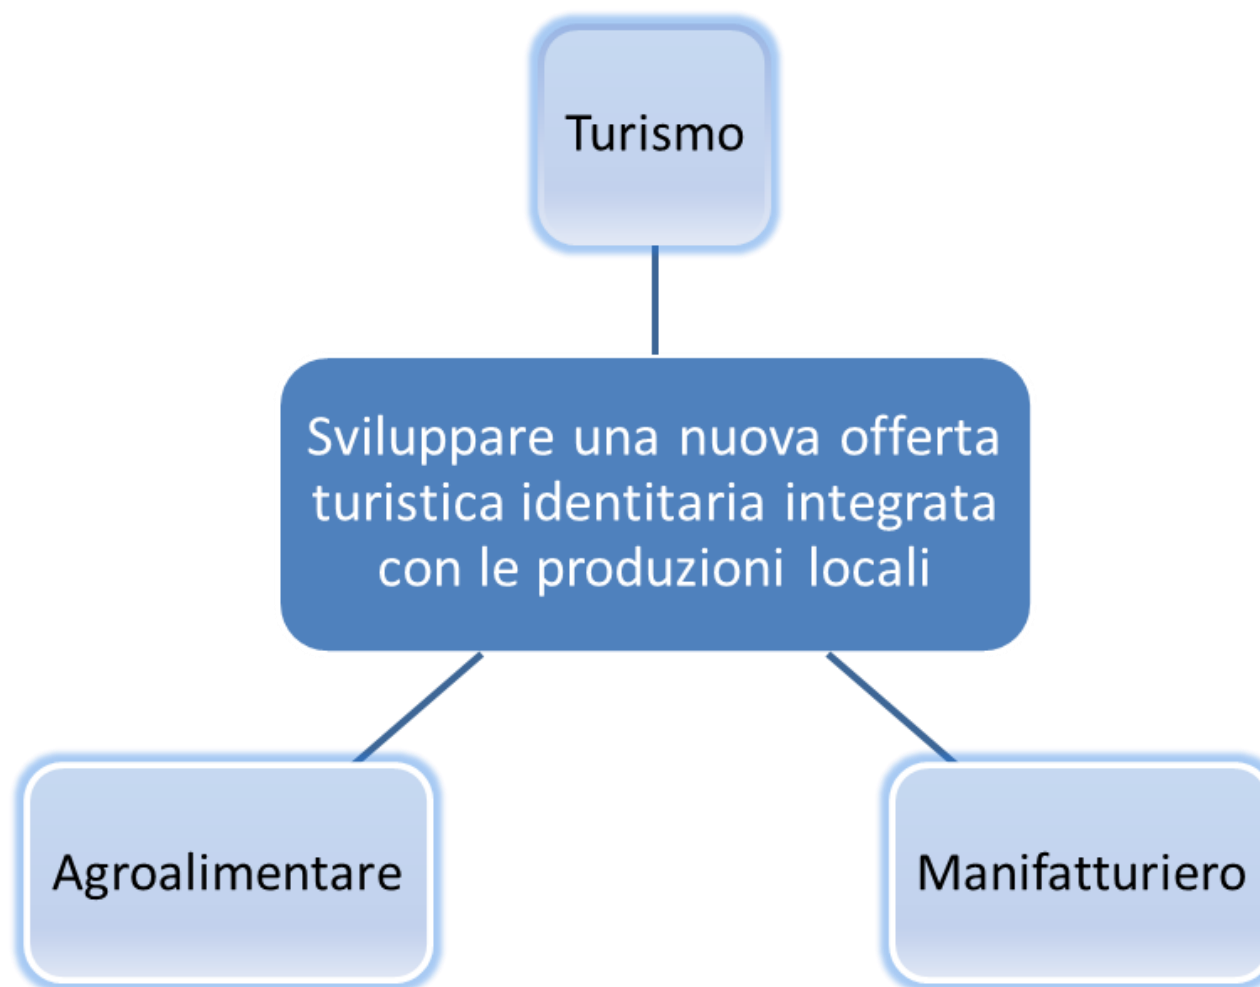 Turismo
Sviluppare una nuova offerta
turistica identitaria integrata
con le produzioni locali
Agroalimentare
Manifatturiero